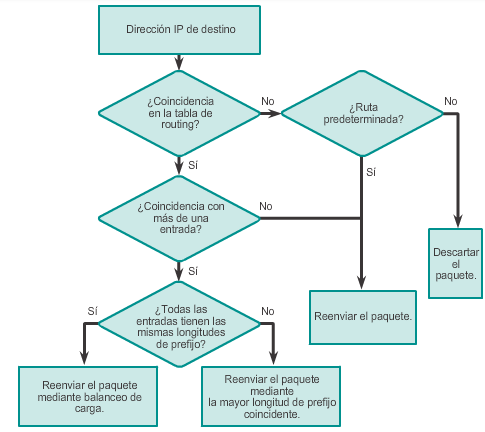 Dirección IP de destino
¿Coincidencia
en la tabla de
routing?
No
¿Ruta
predeterminada?
No
Sí
Sí
¿Coincidencia con
más de una
entrada?
No
Descartar
el
paquete.
Sí
Reenviar el paquete.
¿Todas las
entradas tienen las
mismas longitudes
de prefijo?
Sí
No
Reenviar el paquete
mediante balanceo de
carga.
Reenviar el paquete
mediante
la mayor longitud de prefijo
coincidente.